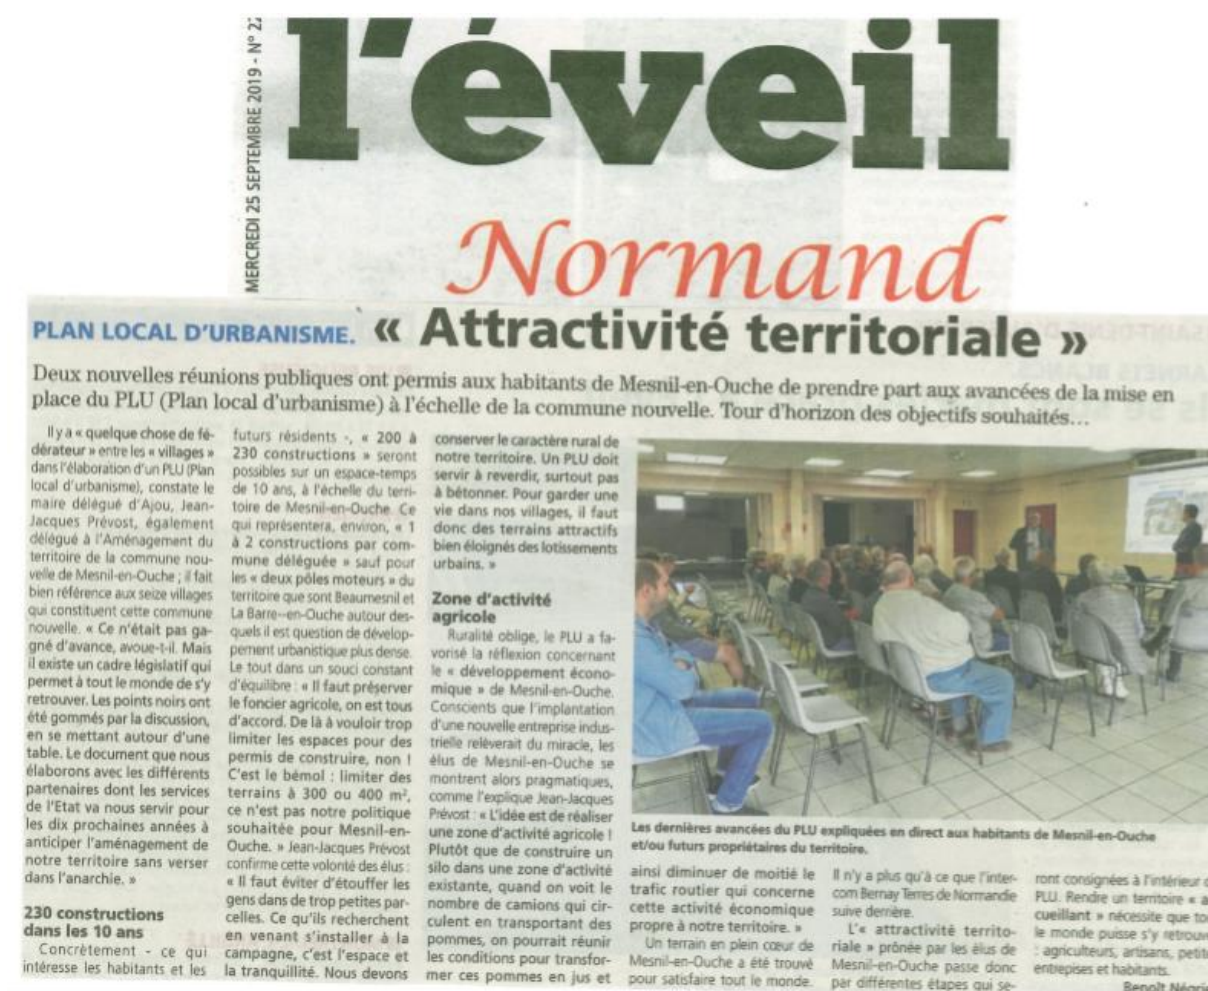 MERCREDI 25 SEPTEMBRE 2019 - N° 22
l'éveil
Normand
PLAN LOCAL D'URBANISME. « Attractivité territoriale »
Deux nouvelles réunions publiques ont permis aux habitants de Mesnil-en-Ouche de prendre part aux avancées de la mise en
place du PLU (Plan local d'urbanisme) à l'échelle de la commune nouvelle. Tour d'horizon des objectifs souhaités...
Il y a « quelque chose de fé-
dérateur » entre les « villages »
dans l'élaboration d'un PLU (Plan
local d'urbanisme), constate le
maire délégué d'Ajou, Jean-
Jacques Prévost, également
délégué à l'Aménagement du
territoire de la commune nou-
velle de Mesnil-en-Ouche ; il fait
bien référence aux seize villages
qui constituent cette commune
nouvelle. « Ce n'était pas ga-
gné d'avance, avoue-t-il. Mais
il existe un cadre législatif qui
permet à tout le monde de s'y
retrouver. Les points noirs ont
été gommés par la discussion,
en se mettant autour d'une
table. Le document que nous
élaborons avec les différents
partenaires dont les services
de l'Etat va nous servir pour
les dix prochaines années à
anticiper l'aménagement de
notre territoire sans verser
dans l'anarchie. »
230 constructions
dans les 10 ans
Concrètement - ce qui
intéresse les habitants et les
futurs résidents -, « 200 à
230 constructions » seront
possibles sur un espace-temps
de 10 ans, à l'échelle du terri-
toire de Mesnil-en-Ouche. Ce
qui représentera, environ, « 1
à 2 constructions par com-
mune déléguée » sauf pour
les « deux pôles moteurs » du
territoire que sont Beaumesnil et
La Barre--en-Ouche autour des-
quels il est question de dévelop-
pement urbanistique plus dense.
Le tout dans un souci constant
d'équilibre : « Il faut préserver
le foncier agricole, on est tous
d'accord. De là à vouloir trop
limiter les espaces pour des
permis de construire, non !
C'est le bémol : limiter des
terrains à 300 ou 400 m²,
ce n'est pas notre politique
souhaitée pour Mesnil-en-
Ouche. » Jean-Jacques Prévost
confirme cette volonté des élus :
« Il faut éviter d'étouffer les
gens dans de trop petites par-
celles. Ce qu'ils recherchent
en venant s'installer à la
campagne, c'est l'espace et
la tranquillité. Nous devons
conserver le caractère rural de
notre territoire. Un PLU doit
servir à reverdir, surtout pas
à bétonner. Pour garder une
vie dans nos villages, il faut
donc des terrains attractifs
bien éloignés des lotissements
urbains. »
Zone d'activité
agricole
Ruralité oblige, le PLU a fa-
vorisé la réflexion concernant
le « développement écono-
mique » de Mesnil-en-Ouche.
Conscients que l'implantation
d'une nouvelle entreprise indus-
trielle relèverait du miracle, les
élus de Mesnil-en-Ouche se
montrent alors pragmatiques,
comme l'explique Jean-Jacques
Prévost : « L'idée est de réaliser
une zone d'activité agricole !
Plutôt que de construire un
silo dans une zone d'activité
existante, quand on voit le
nombre de camions qui cir-
culent en transportant des
pommes, on pourrait réunir
les conditions pour transfor-
mer ces pommes en jus et
Les dernières avancées du PLU expliquées en direct aux habitants de Mesnil-en-Ouche
et/ou futurs propriétaires du territoire.
ainsi diminuer de moitié le
trafic routier qui concerne
cette activité économique
propre à notre territoire. »
Un terrain en plein cœur de
Mesnil-en-Ouche a été trouvé
pour satisfaire tout le monde.
Il n'y a plus qu'à ce que l'inter-
com Bernay Terres de Normandie
suive derrière.
L'« attractivité territo-
riale » prônée par les élus de
Mesnil-en-Ouche passe donc
par différentes étapes qui se-
ront consignées à l'intérieur
PLU. Rendre un territoire «
cueillant » nécessite que
le monde puisse s'y
: agriculteurs, artisans,
entrepises et habitants.
Benoît